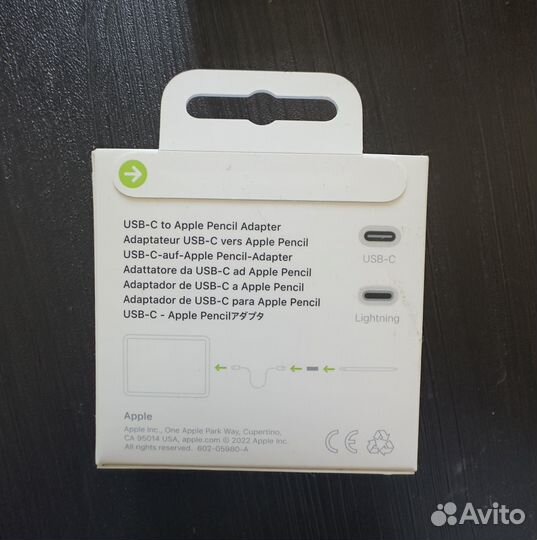 USB-C to Apple Pencil Adapter
Adaptateur USB-C vers Apple Pencil
USB-C-auf-Apple Pencil-Adapter
Adattatore da USB-C ad Apple Pencil
Adaptador de USB-C a Apple Pencil
Adaptador de USB-C para Apple Pencil
USB-C - Apple Pencilアダプタ
USB-C
Lightning
Apple
Apple Inc., One Apple Park Way, Cupertino,
CA 95014 USA, apple.com © 2022 Apple Inc.
All rights reserved. 602-05980-A
CE
Avito